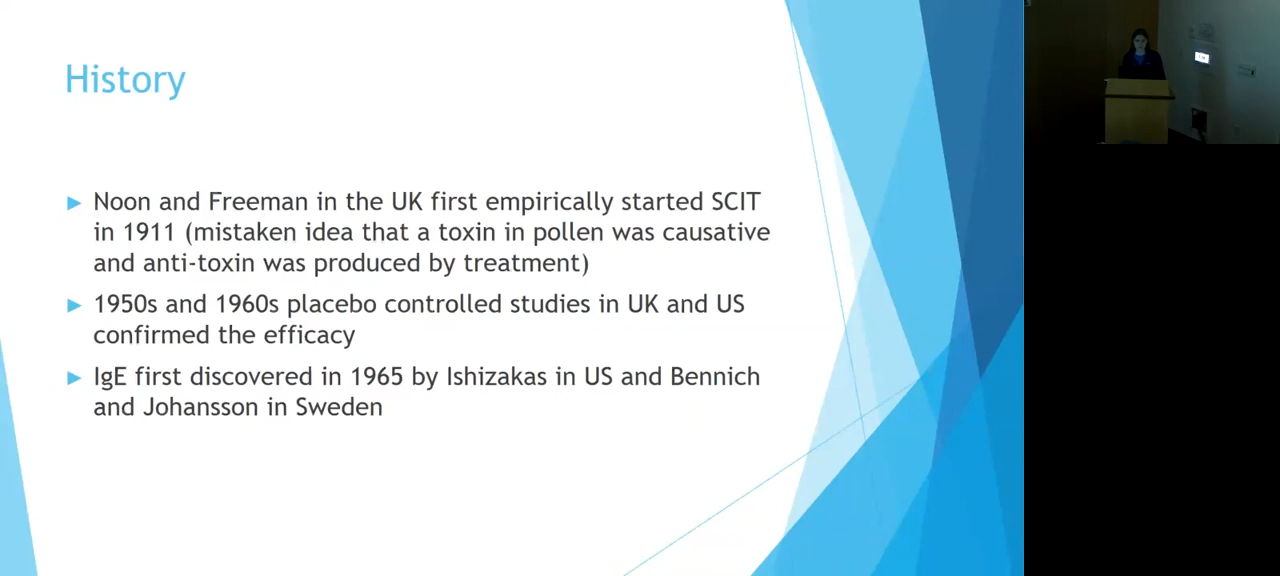 History
Noon and Freeman in the UK first empirically started SCIT
in 1911 (mistaken idea that a toxin in pollen was causative
and anti-toxin was produced by treatment)
1950s and 1960s placebo controlled studies in UK and US
confirmed the efficacy
IgE first discovered in 1965 by Ishizakas in US and Bennich
and Johansson in Sweden